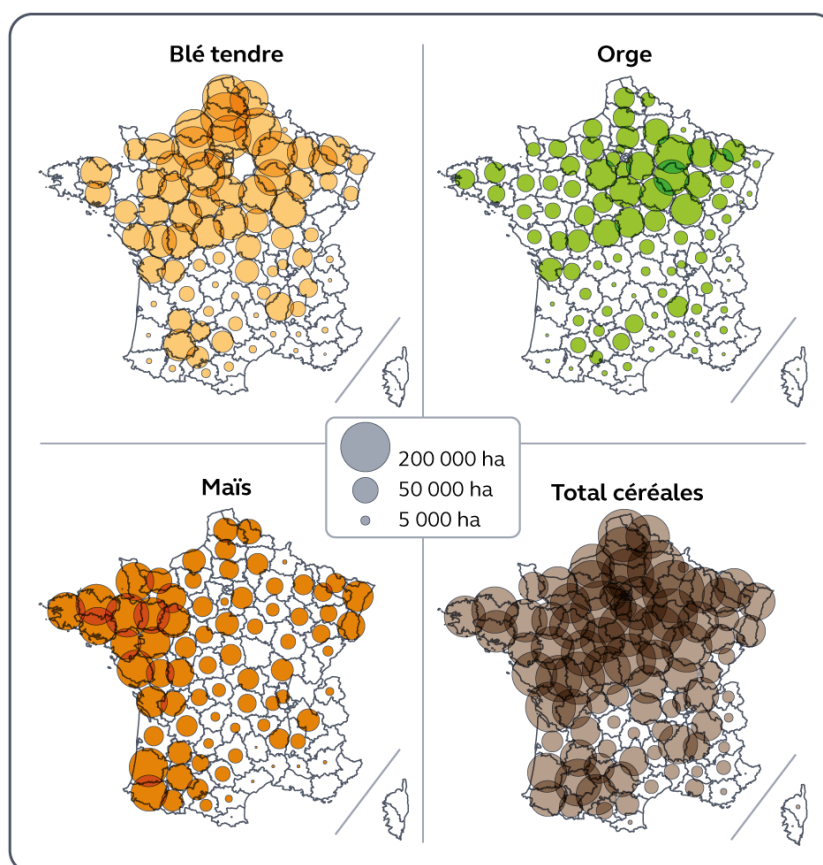 Blé tendre
Orge
200 000 ha
50 000 ha
5 000 ha
Maïs
Total céréales